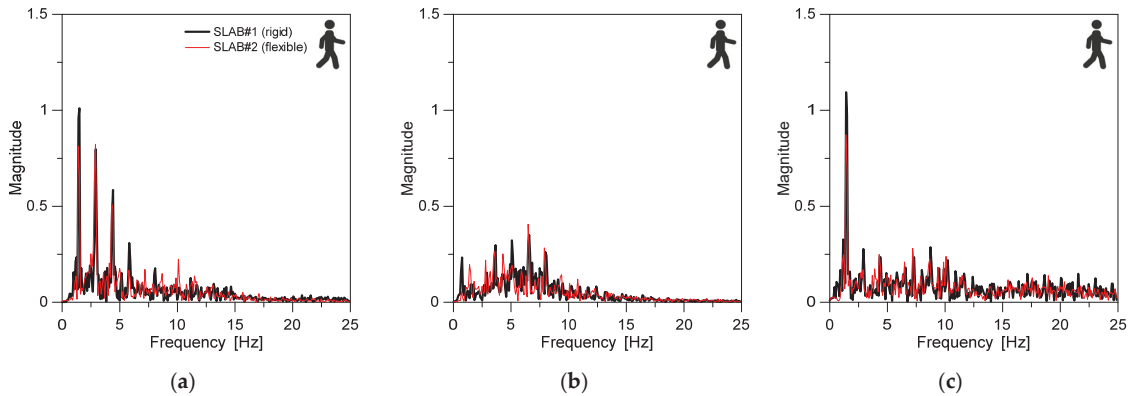 1.5
1
0.5
0
Magnitude
SLAB#1 (rigid)
SLAB#2 (flexible)
0 5 10 15 20 25
Frequency [Hz]
(a)
1.5
1
0.5
0
Magnitude
0 5 10 15 20 25
Frequency [Hz]
(b)
1.5
1
0.5
0
Magnitude
0 5 10 15 20 25
Frequency [Hz]
(c)